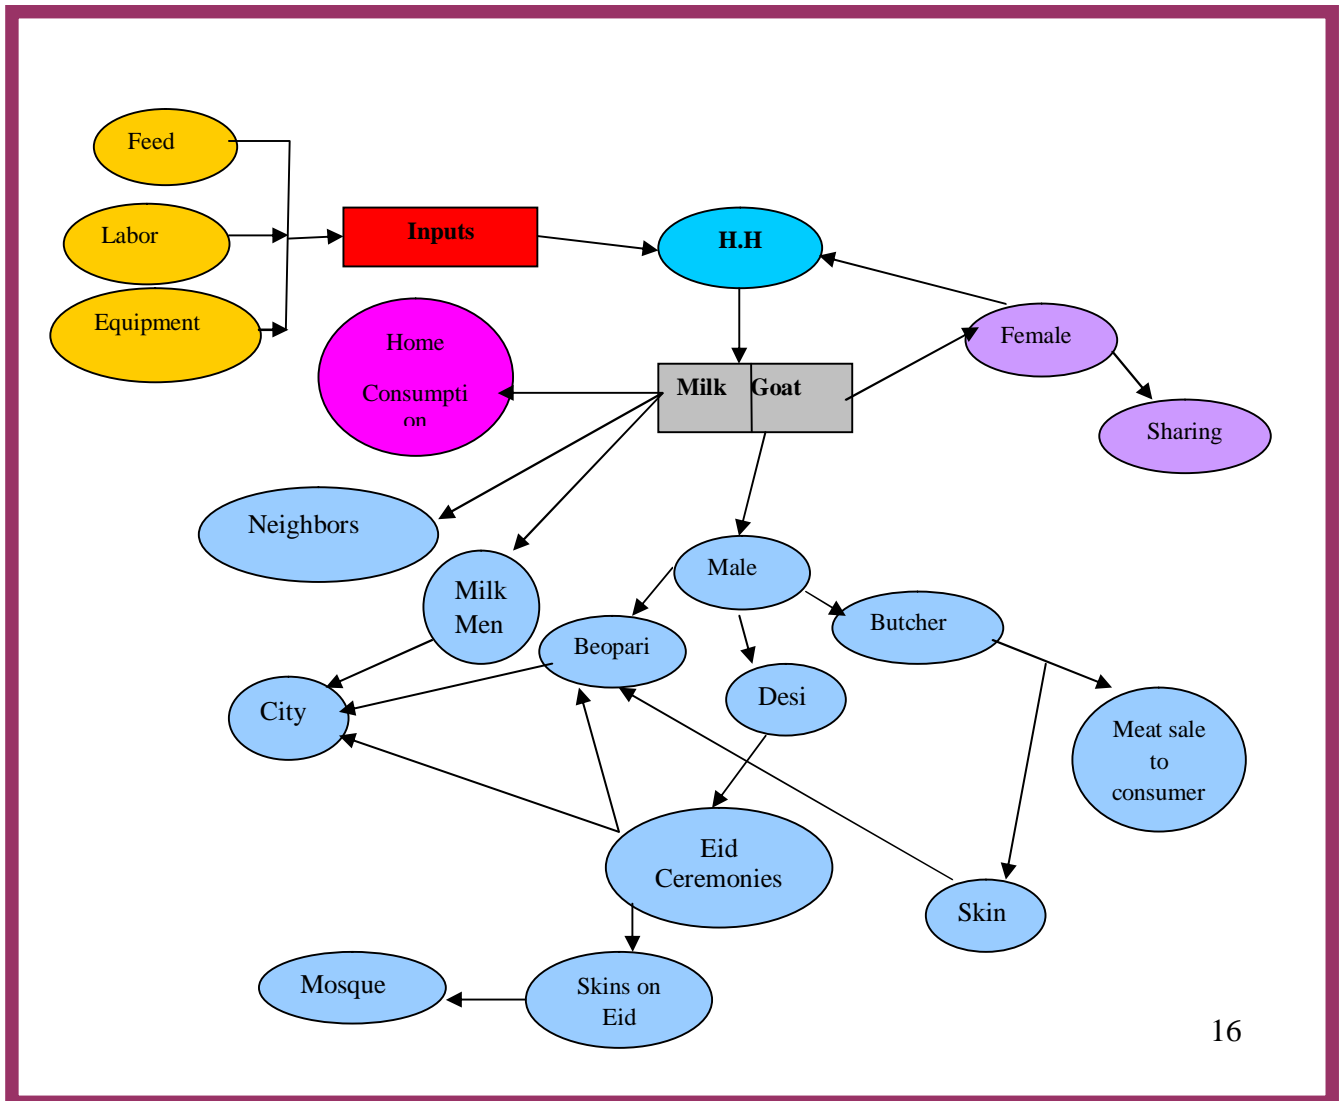 Feed
Labor
Equipment
Inputs
H.H
Home
Consumpti
on
Milk
Goat
Female
Sharing
Neighbors
Milk
Men
Male
Butcher
Beopari
City
Desi
Meat sale
to
consumer
Eid
Ceremonies
Skin
Mosque
Skins on
Eid
16